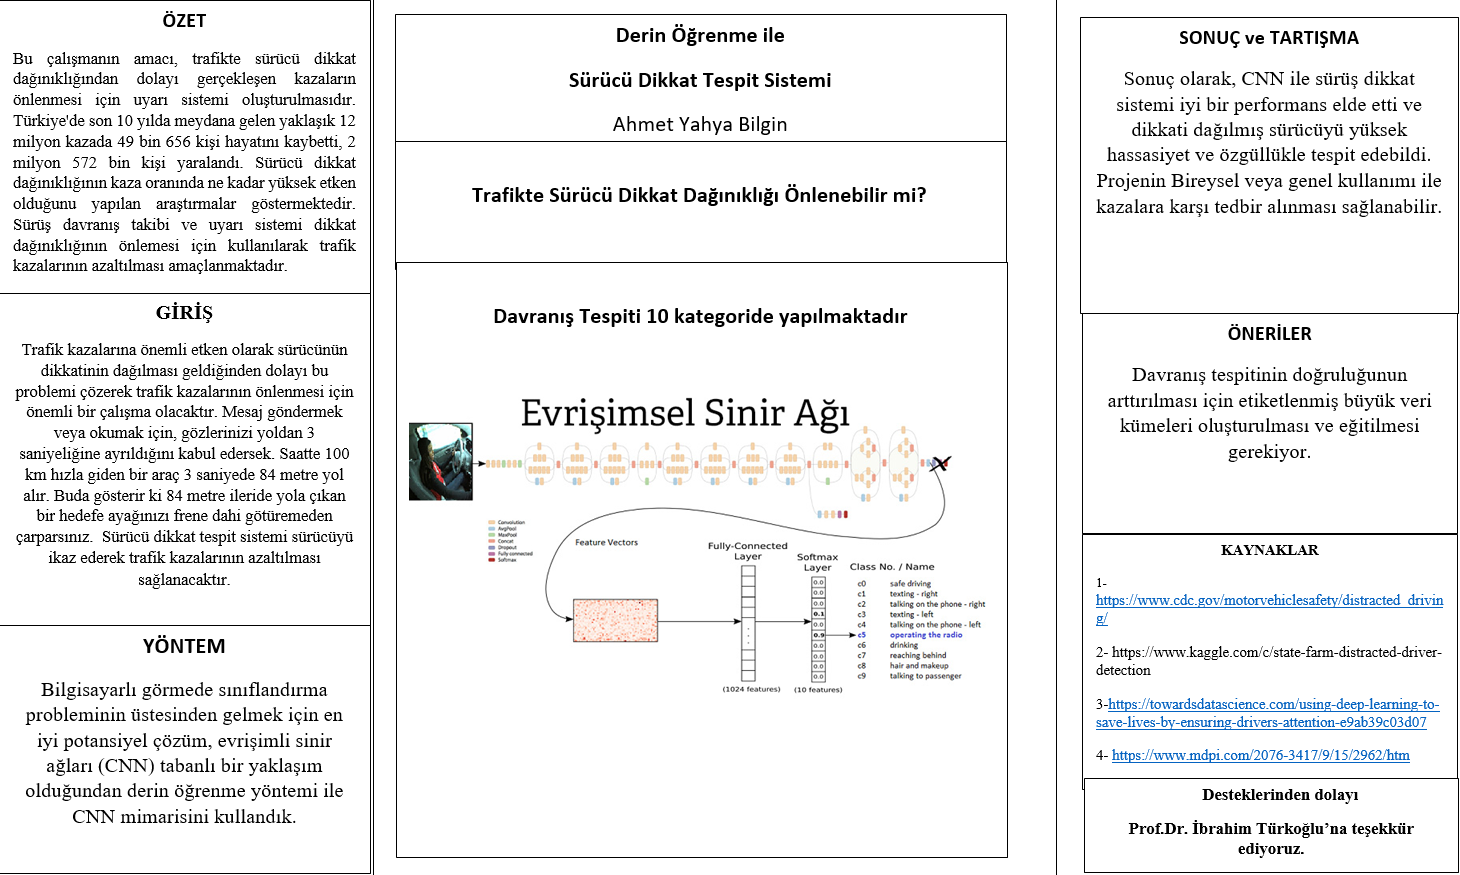 ÖZET
Bu çalışmanın amacı, trafikte sürücü dikkat
dağınıklığından dolayı gerçekleşen kazaların
önlenmesi için uyarı sistemi oluşturulmasıdır.
Türkiye'de son 10 yılda meydana gelen yaklaşık 12
milyon kazada 49 bin 656 kişi hayatını kaybetti, 2
milyon 572 bin kişi yaralandı. Sürücü dikkat
dağınıklığının kaza oranında ne kadar yüksek etken
olduğunu yapılan araştırmalar göstermektedir.
Sürüş davranış takibi ve uyarı sistemi dikkat
dağınıklığının önlemesi için kullanılarak trafik
kazalarının azaltılması amaçlanmaktadır.
GİRİŞ
Trafik kazalarına önemli etken olarak sürücünün
dikkatinin dağılması geldiğinden dolayı bu
problemi çözerek trafik kazalarının önlenmesi için
önemli bir çalışma olacaktır. Mesaj göndermek
veya okumak için, gözlerinizi yoldan 3
saniyeliğine ayrıldığını kabul edersek. Saatte 100
km hızla giden bir araç 3 saniyede 84 metre yol
alır. Buda gösterir ki 84 metre ileride yola çıkan
bir hedefe ayağınızı frene dahi götüremeden
çarparsınız.  Sürücü dikkat tespit sistemi sürücüyü
ikaz ederek trafik kazalarının azaltılması
sağlanacaktır.
YÖNTEM
Bilgisayarlı görmede sınıflandırma
probleminin üstesinden gelmek için en
iyi potansiyel çözüm, evrişimli sinir
ağları (CNN) tabanlı bir yaklaşım
olduğundan derin öğrenme yöntemi ile
CNN mimarisini kullandık.
Derin Öğrenme ile
Sürücü Dikkat Tespit Sistemi
Ahmet Yahya Bilgin
Trafikte Sürücü Dikkat Dağınıklığı Önlenebilir mi?
Davranış Tespiti 10 kategoride yapılmaktadır
Evrişimsel Sinir Ağı
Convolution
AvgPool
MaxPool
Concat
Dropout
Fully connected
Softmax
Feature Vectors
Fully-Connected
Layer
(1024 features)
Softmax
Layer
0.0
0.0
0.0
0.1
0.0
0.9
0.0
0.0
0.0
0.0
(10 features)
Class No. / Name
c0 safe driving
c1 texting - right
c2 talking on the phone - right
c3 texting - left
c4 talking on the phone - left
c5 operating the radio
c6 drinking
c7 reaching behind
c8 hair and makeup
c9 talking to passenger
SONUÇ ve TARTIŞMA
Sonuç olarak, CNN ile sürüş dikkat
sistemi iyi bir performans elde etti ve
dikkati dağılmış sürücüyü yüksek
hassasiyet ve özgüllükle tespit edebildi.
Projenin Bireysel veya genel kullanımı ile
kazalara karşı tedbir alınması sağlanabilir.
ÖNERİLER
Davranış tespitinin doğruluğunun
arttırılması için etiketlenmiş büyük veri
kümeleri oluşturulması ve eğitilmesi
gerekiyor.
KAYNAKLAR
1-
https://www.cdc.gov/motorvehiclesafety/distracted_drivin
g/
2- https://www.kaggle.com/c/state-farm-distracted-driver-
detection
3-https://towardsdatascience.com/using-deep-learning-to-
save-lives-by-ensuring-drivers-attention-e9ab39c03d07
4- https://www.mdpi.com/2076-3417/9/15/2962/htm
Desteklerinden dolayı
Prof.Dr. İbrahim Türkoğlu’na teşekkür
ediyoruz.